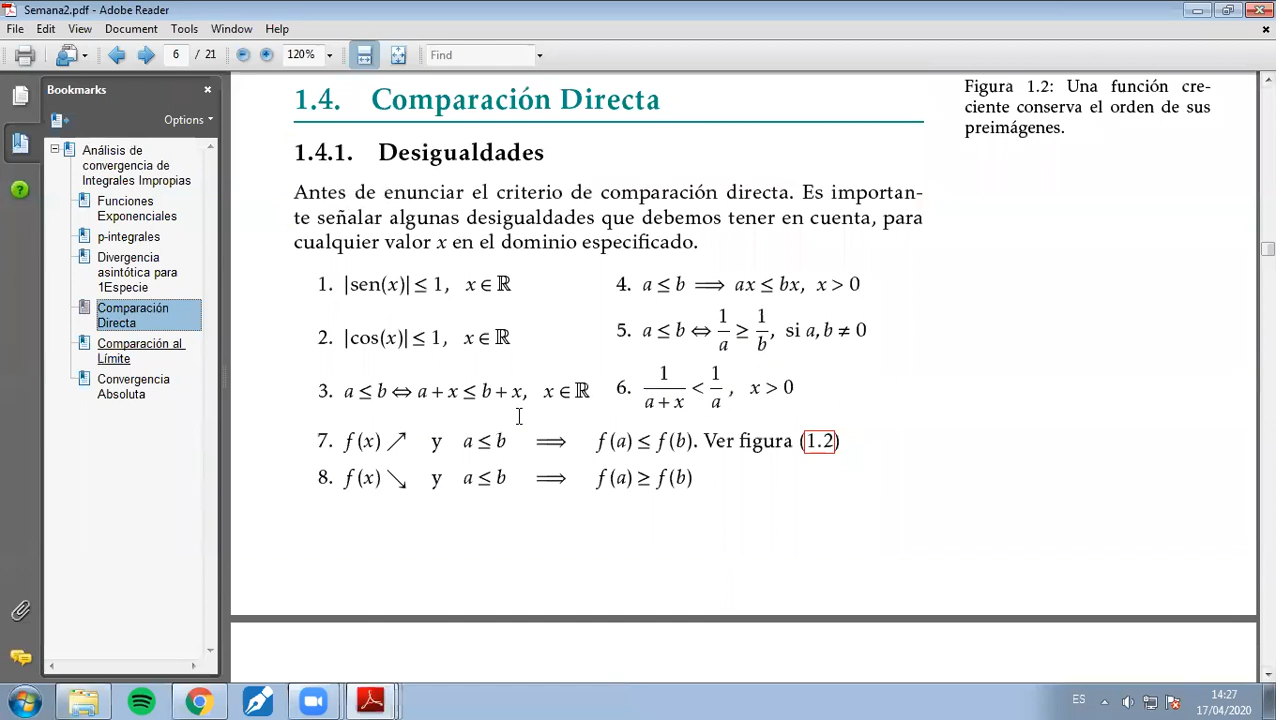 Semana2.pdf - Adobe Reader
File Edit View Document Tools Window Help
6 / 21 120% Find
Bookmarks
Options
Análisis de
convergencia de
Integrales Impropias
Funciones
Exponenciales
p-integrales
Divergencia
asintótica para
1Especie
Comparación
Directa
Comparación al
Límite
Convergencia
Absoluta
1.4. Comparación Directa
1.4.1. Desigualdades
Antes de enunciar el criterio de comparación directa. Es importan-
te señalar algunas desigualdades que debemos tener en cuenta, para
cualquier valor x en el dominio especificado.
1. |sen(x)| ≤ 1, x ∈ ℝ
2. |cos(x)| ≤ 1, x ∈ ℝ
3. a ≤ b ⇔ a + x ≤ b + x, x ∈ ℝ
4. a ≤ b ⟹ ax ≤ bx, x > 0
5. a ≤ b ⇔ 1/a ≥ 1/b, si a, b ≠ 0
6. 1/(a + x) < 1/a, x > 0
7. f(x) ↗ y a ≤ b ⟹ f(a) ≤ f(b). Ver figura (1.2)
8. f(x) ↘ y a ≤ b ⟹ f(a) ≥ f(b)
Figura 1.2: Una función cre-
ciente conserva el orden de sus
preimágenes.
ES
14:27
17/04/2020